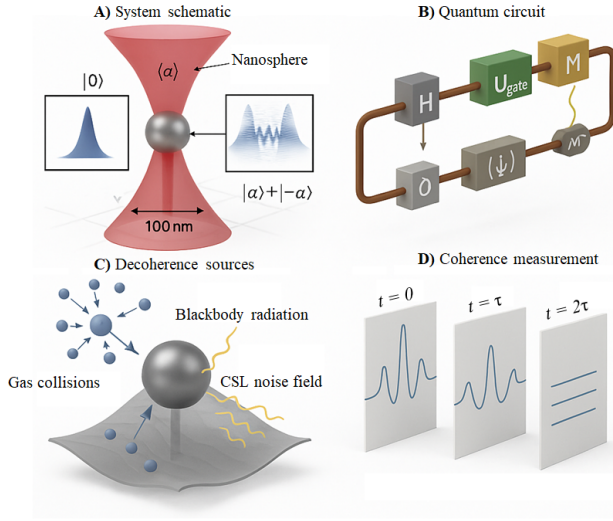 A) System schematic
⟨α⟩
Nanosphere
|0⟩
|α⟩+|−α⟩
100 nm
B) Quantum circuit
H
U_gate
M
Ō
(ψ̇)
M
C) Decoherence sources
Blackbody radiation
Gas collisions
CSL noise field
D) Coherence measurement
t = 0
t = τ
t = 2τ